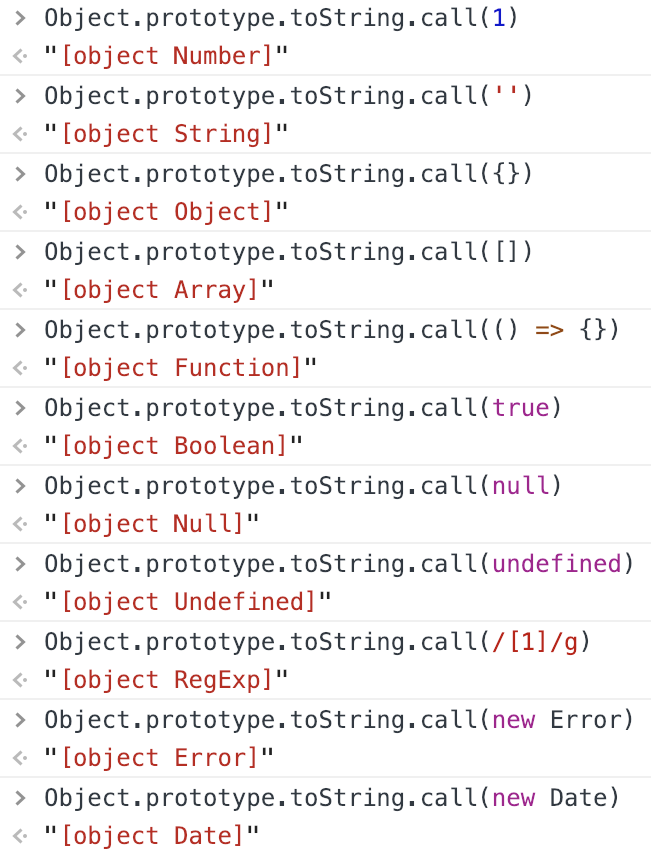 > Object.prototype.toString.call(1)
"[object Number]"
> Object.prototype.toString.call('')
"[object String]"
> Object.prototype.toString.call({})
"[object Object]"
> Object.prototype.toString.call([])
"[object Array]"
> Object.prototype.toString.call(() => {})
"[object Function]"
> Object.prototype.toString.call(true)
"[object Boolean]"
> Object.prototype.toString.call(null)
"[object Null]"
> Object.prototype.toString.call(undefined)
"[object Undefined]"
> Object.prototype.toString.call(/[1]/g)
"[object RegExp]"
> Object.prototype.toString.call(new Error)
"[object Error]"
> Object.prototype.toString.call(new Date)
"[object Date]"